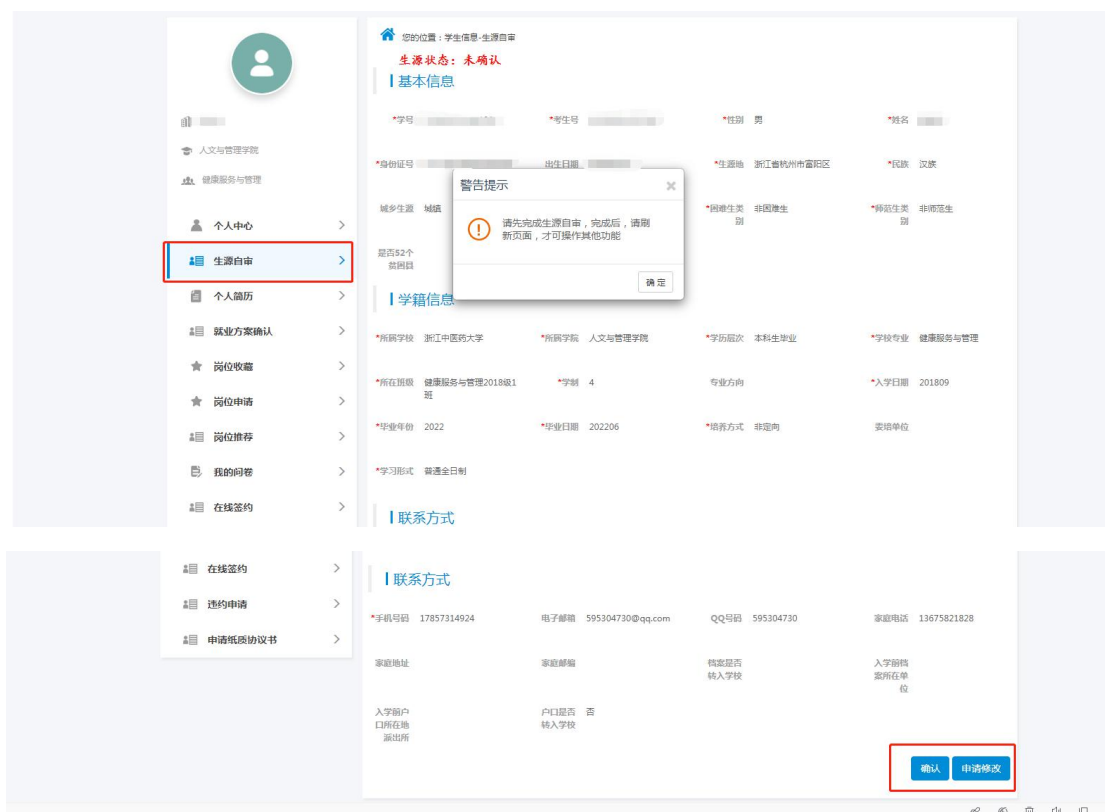 您的位置：学生信息-生源自审
生源状态：未确认
基本信息
*学号
*考生号
*性别 男
*姓名
人文与管理学院
*身份证号
出生日期
*生源地 浙江省杭州市富阳区
*民族 汉族
健康服务与管理
警告提示
请先完成生源自审，完成后，请刷
新页面，才可操作其他功能
确定
城乡生源 城镇
*困难生类
别
非困难生
*师范生类
别
非师范生
是否52个
贫困县
个人中心
生源自审
个人简历
就业方案确认
岗位收藏
岗位申请
岗位推荐
我的问卷
在线签约
学籍信息
*所属学校 浙江中医药大学
*所属学院 人文与管理学院
*学历层次 本科生毕业
*学校专业 健康服务与管理
*所在班级 健康服务与管理2018级1
班
*学制 4
专业方向
*入学日期 201809
*毕业年份 2022
*毕业日期 202206
*培养方式 非定向
委培单位
*学习形式 普通全日制
联系方式
在线签约
违约申请
申请纸质协议书
联系方式
*手机号码 17857314924
电子邮箱 595304730@qq.com
QQ号码 595304730
家庭电话 13675821828
家庭地址
家庭邮编
档案是否
转入学校
入学前档
案所在单
位
入学前户
口所在地
派出所
户口是否
转入学校
否
确认
申请修改